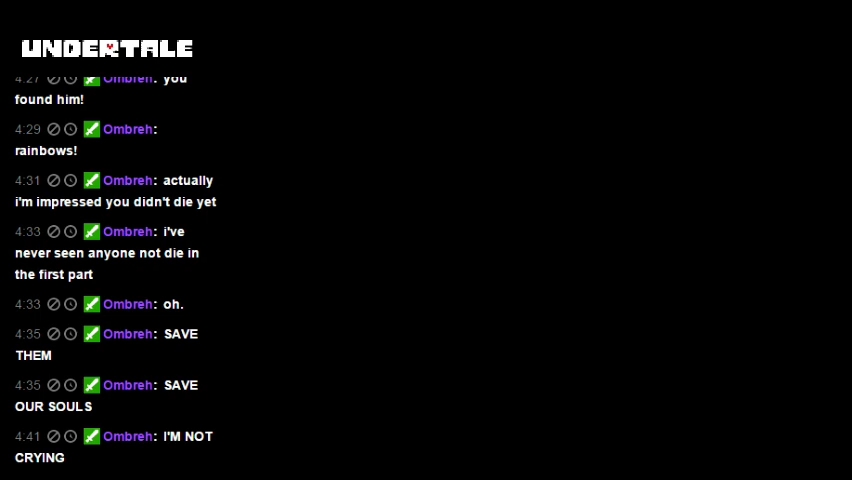 UNDERTALE
4:27 Ombreh: you
found him!
4:29 Ombreh:
rainbows!
4:31 Ombreh: actually
i'm impressed you didn't die yet
4:33 Ombreh: i've
never seen anyone not die in
the first part
4:33 Ombreh: oh.
4:35 Ombreh: SAVE
THEM
4:35 Ombreh: SAVE
OUR SOULS
4:41 Ombreh: I'M NOT
CRYING